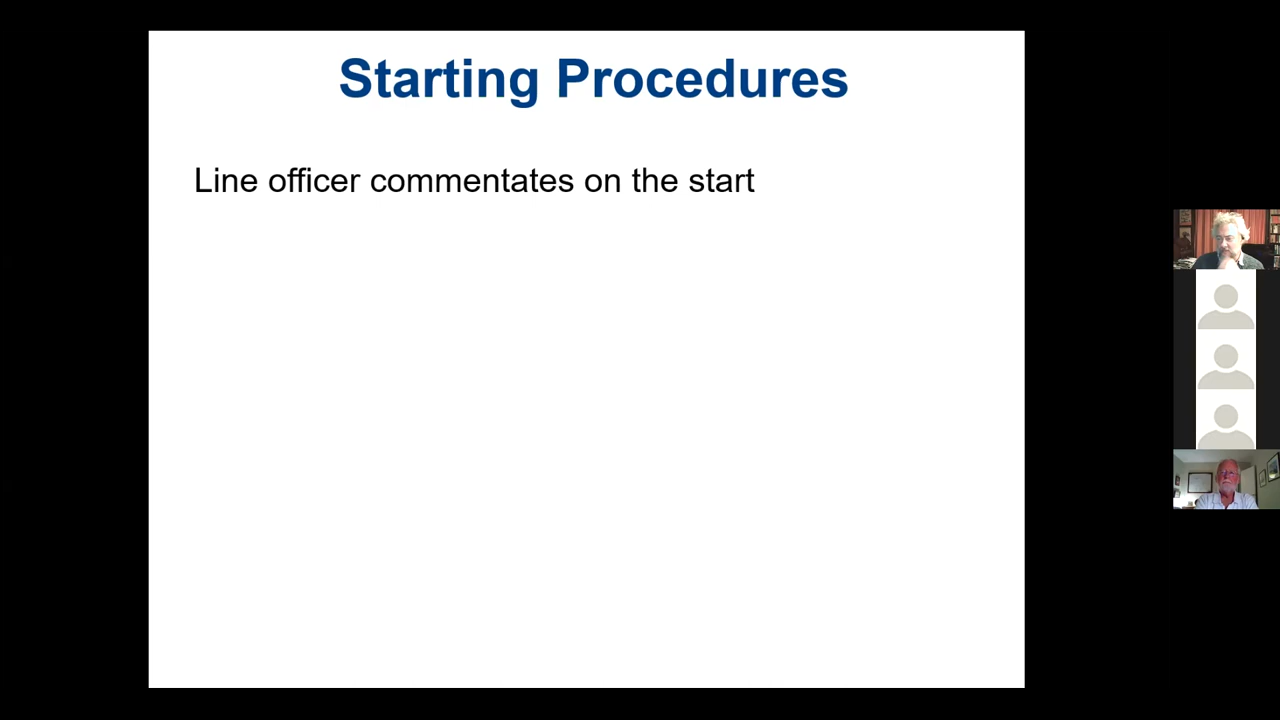 Starting Procedures
Line officer commentates on the start